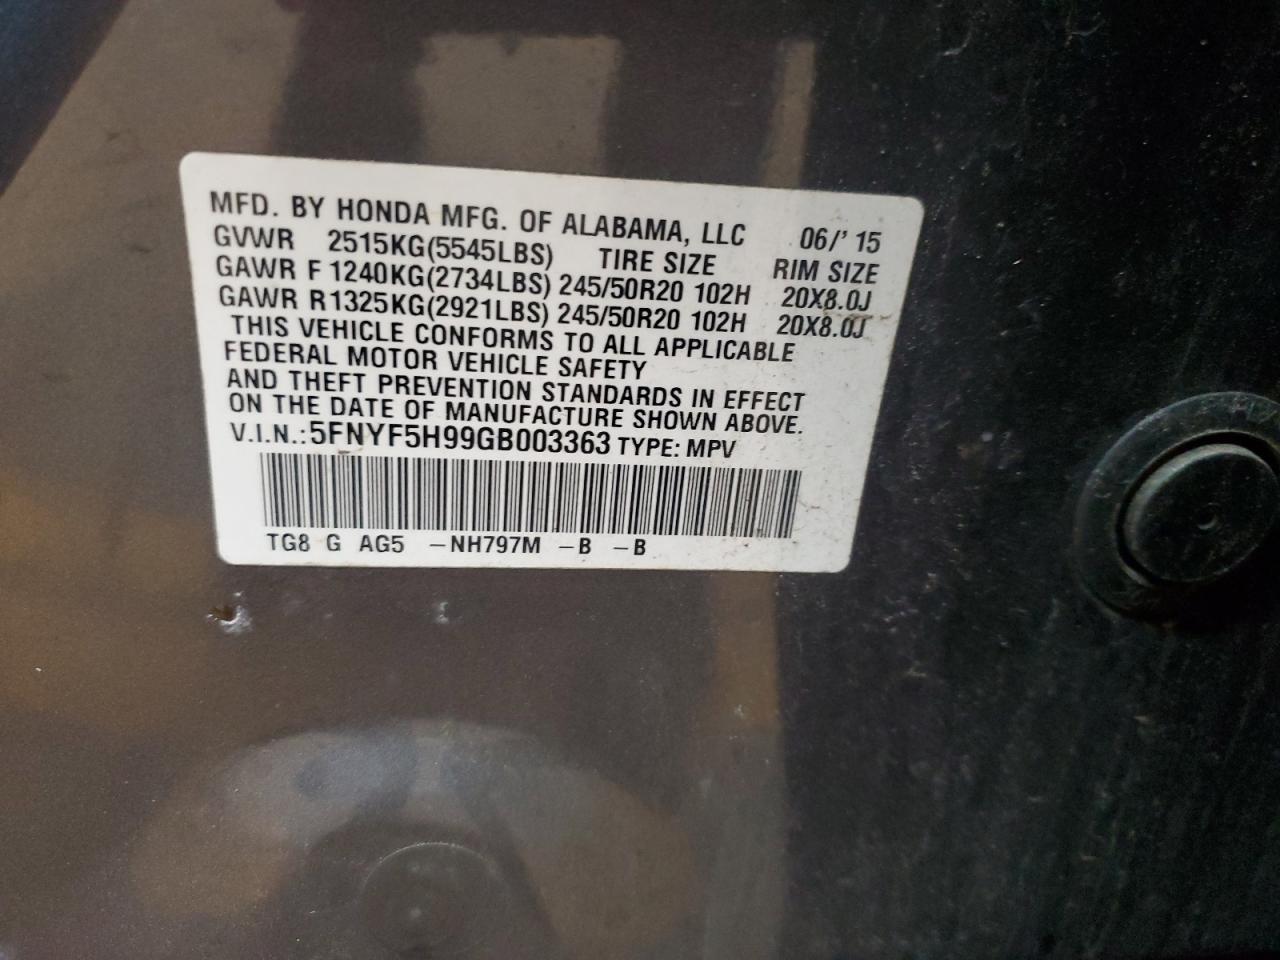 MFD. BY HONDA MFG. OF ALABAMA, LLC 06/' 15
GVWR 2515KG(5545LBS) TIRE SIZE RIM SIZE
GAWR F 1240KG(2734LBS) 245/50R20 102H 20X8.0J
GAWR R1325KG(2921LBS) 245/50R20 102H 20X8.0J
THIS VEHICLE CONFORMS TO ALL APPLICABLE
FEDERAL MOTOR VEHICLE SAFETY
AND THEFT PREVENTION STANDARDS IN EFFECT
ON THE DATE OF MANUFACTURE SHOWN ABOVE.
V.I.N.:5FNYF5H99GB003363 TYPE: MPV
TG8 G AG5 –NH797M –B –B